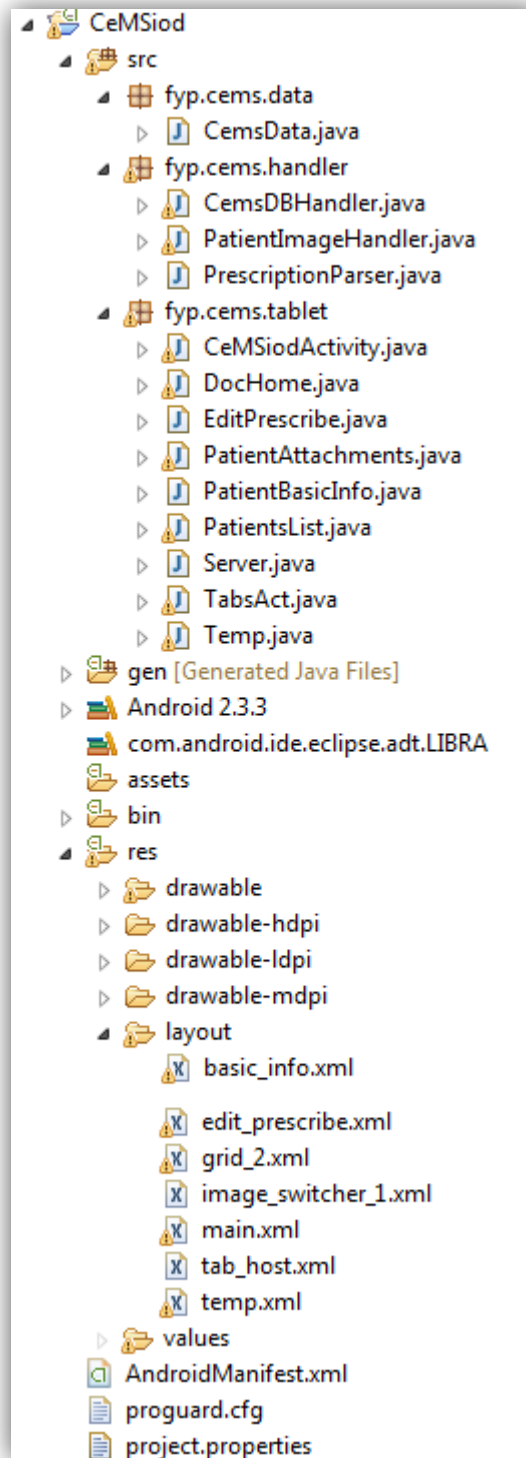 CeMSiod
src
fyp.cems.data
CemsData.java
fyp.cems.handler
CemsDBHandler.java
PatientImageHandler.java
PrescriptionParser.java
fyp.cems.tablet
CeMSiodActivity.java
DocHome.java
EditPrescribe.java
PatientAttachments.java
PatientBasicInfo.java
PatientsList.java
Server.java
TabsAct.java
Temp.java
gen [Generated Java Files]
Android 2.3.3
com.android.ide.eclipse.adt.LIBRA
assets
bin
res
drawable
drawable-hdpi
drawable-ldpi
drawable-mdpi
layout
basic_info.xml
edit_prescribe.xml
grid_2.xml
image_switcher_1.xml
main.xml
tab_host.xml
temp.xml
values
AndroidManifest.xml
proguard.cfg
project.properties